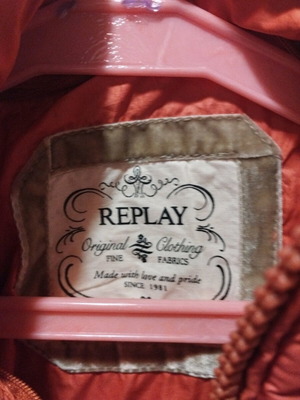 REPLAY
Original Clothing
FINE FABRICS
Made with love and pride
SINCE 1981